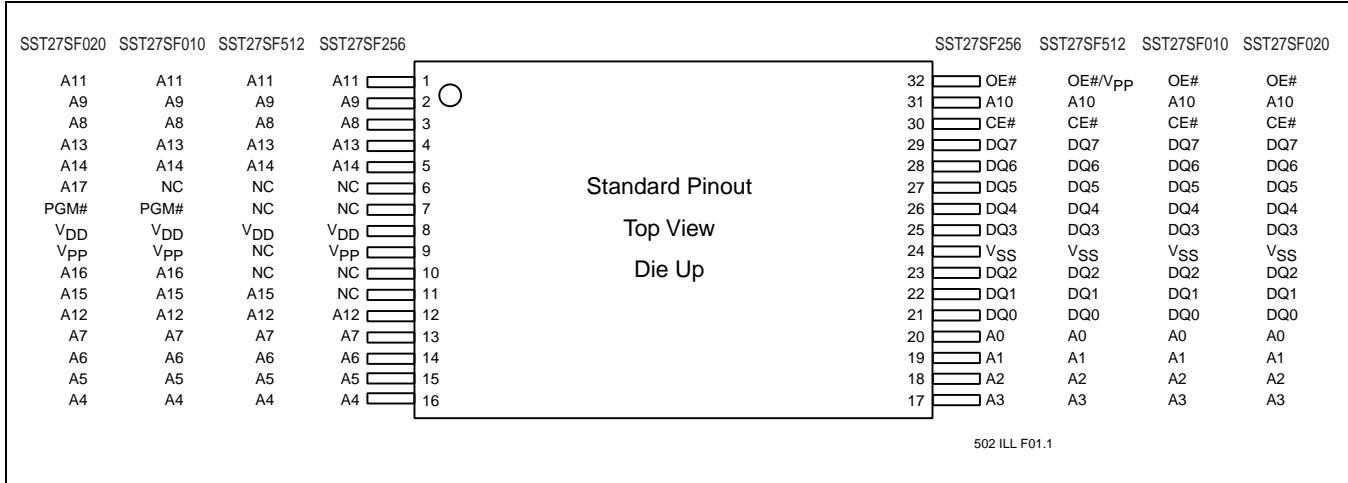 SST27SF020 SST27SF010 SST27SF512 SST27SF256 SST27SF256 SST27SF512 SST27SF010 SST27SF020
A11 A11 A11 A11 1 32 OE# OE#/VPP OE# OE#
A9 A9 A9 A9 2 31 A10 A10 A10 A10
A8 A8 A8 A8 3 30 CE# CE# CE# CE#
A13 A13 A13 A13 4 29 DQ7 DQ7 DQ7 DQ7
A14 A14 A14 A14 5 28 DQ6 DQ6 DQ6 DQ6
A17 NC NC NC 6 Standard Pinout 27 DQ5 DQ5 DQ5 DQ5
PGM# PGM# NC NC 7 26 DQ4 DQ4 DQ4 DQ4
VDD VDD VDD VDD 8 Top View 25 DQ3 DQ3 DQ3 DQ3
VPP VPP NC VPP 9 24 VSS VSS VSS VSS
A16 A16 NC NC 10 Die Up 23 DQ2 DQ2 DQ2 DQ2
A15 A15 A15 NC 11 22 DQ1 DQ1 DQ1 DQ1
A12 A12 A12 A12 12 21 DQ0 DQ0 DQ0 DQ0
A7 A7 A7 A7 13 20 A0 A0 A0 A0
A6 A6 A6 A6 14 19 A1 A1 A1 A1
A5 A5 A5 A5 15 18 A2 A2 A2 A2
A4 A4 A4 A4 16 17 A3 A3 A3 A3
502 ILL F01.1